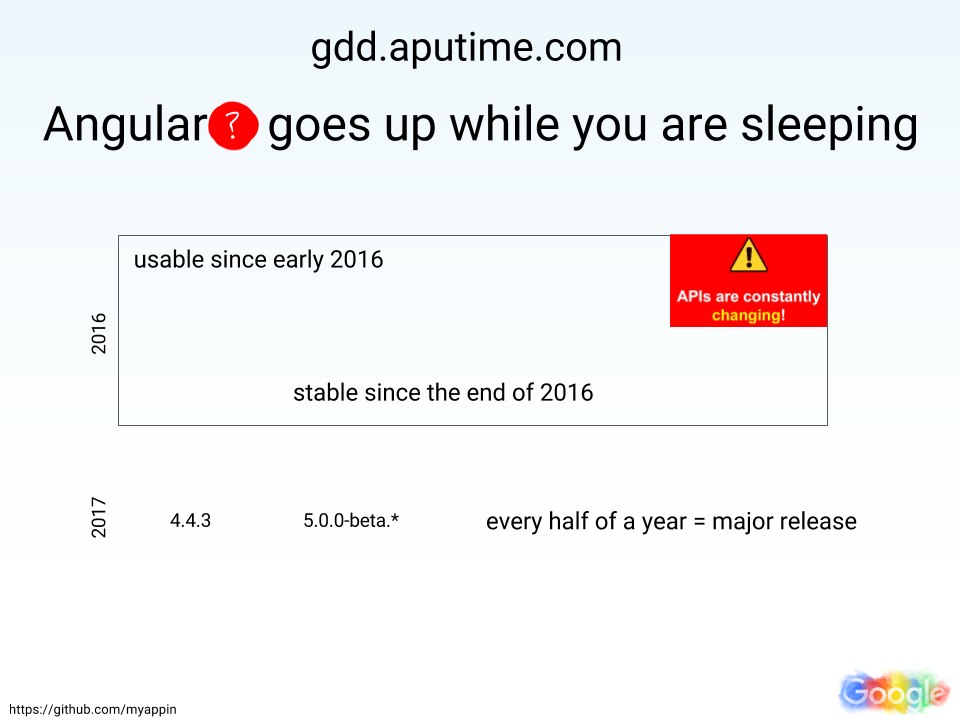 gdd.aputime.com
Angular ? goes up while you are sleeping
usable since early 2016
APIs are constantly
changing!
2016
stable since the end of 2016
2017
4.4.3
5.0.0-beta.*
every half of a year = major release
https://github.com/myappin
Google